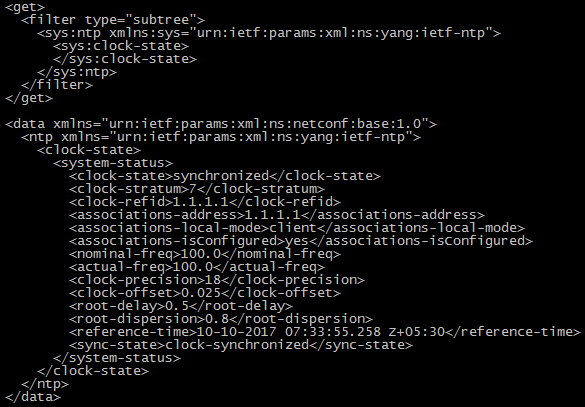 <get>
  <filter type="subtree">
    <sys:ntp xmlns:sys="urn:ietf:params:xml:ns:yang:ietf-ntp">
      <sys:clock-state>
      </sys:clock-state>
    </sys:ntp>
  </filter>
</get>

<data xmlns="urn:ietf:params:xml:ns:netconf:base:1.0">
  <ntp xmlns="urn:ietf:params:xml:ns:yang:ietf-ntp">
    <clock-state>
      <system-status>
        <clock-state>synchronized</clock-state>
        <clock-stratum>7</clock-stratum>
        <clock-refid>1.1.1.1</clock-refid>
        <associations-address>1.1.1.1</associations-address>
        <associations-local-mode>client</associations-local-mode>
        <associations-isConfigured>yes</associations-isConfigured>
        <nominal-freq>100.0</nominal-freq>
        <actual-freq>100.0</actual-freq>
        <clock-precision>18</clock-precision>
        <clock-offset>0.025</clock-offset>
        <root-delay>0.5</root-delay>
        <root-dispersion>0.8</root-dispersion>
        <reference-time>10-10-2017 07:33:55.258 Z+05:30</reference-time>
        <sync-state>clock-synchronized</sync-state>
      </system-status>
    </clock-state>
  </ntp>
</data>